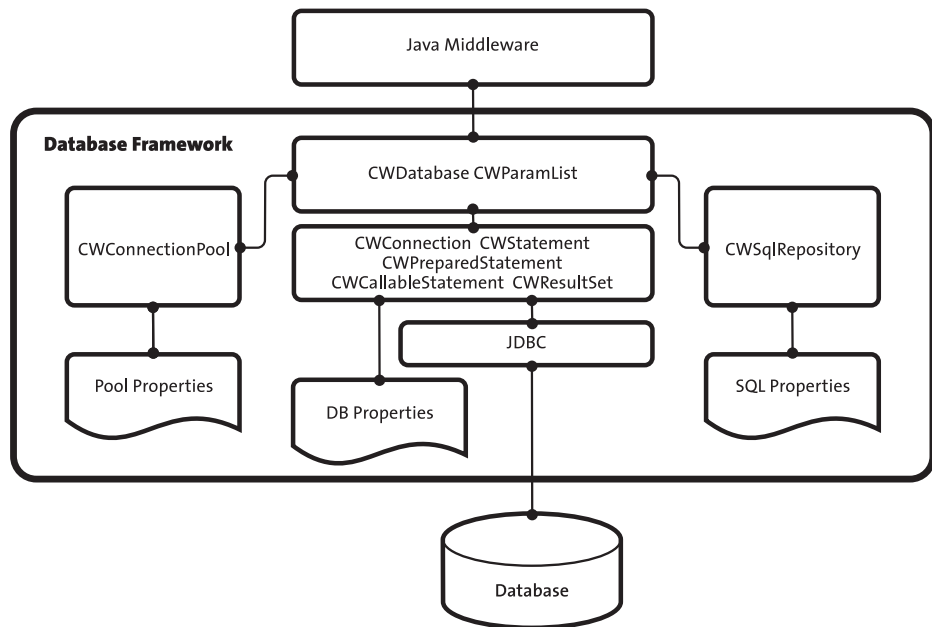 Java Middleware
Database Framework
CWDatabase CWParamList
CWConnectionPool
CWConnection CWStatement
CWPreparedStatement
CWCallableStatement CWResultSet
CWSqlRepository
JDBC
Pool Properties
DB Properties
SQL Properties
Database